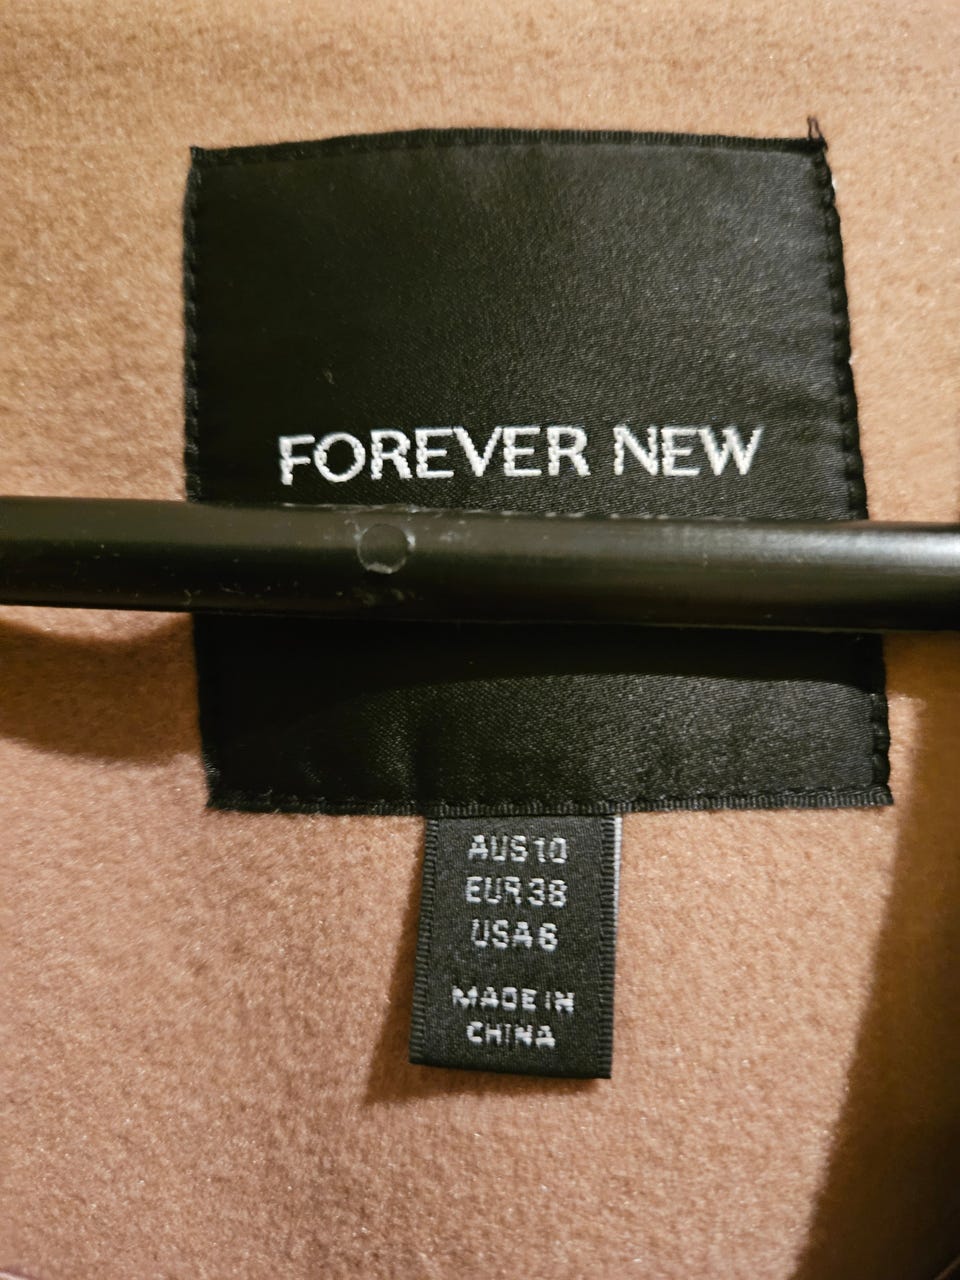 FOREVER NEW
AUS 10
EUR 38
USA 6
MADE IN
CHINA